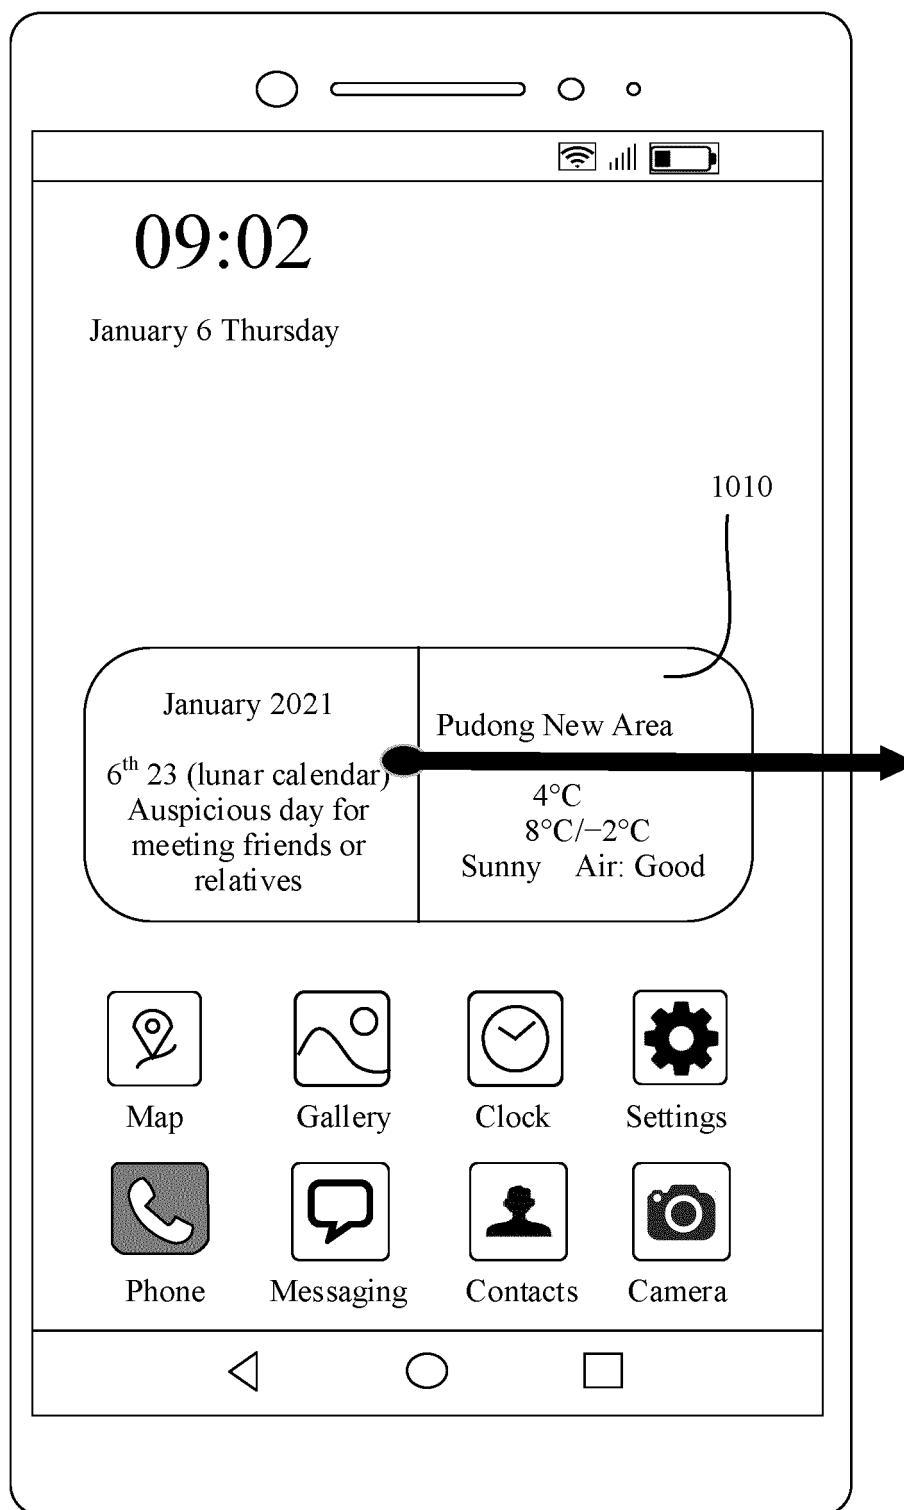 09:02
January 6 Thursday
1010
January 2021
6th 23 (lunar calendar)
Auspicious day for
meeting friends or
relatives
Pudong New Area
4°C
8°C/−2°C
Sunny Air: Good
Map Gallery Clock Settings
Phone Messaging Contacts Camera